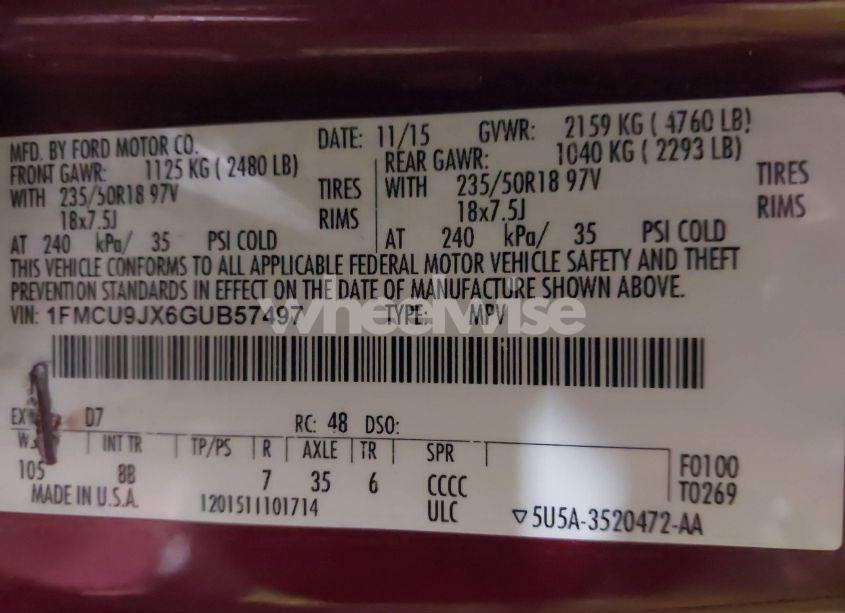 MFD. BY FORD MOTOR CO. DATE: 11/15 GVWR: 2159 KG ( 4760 LB)
FRONT GAWR: 1125 KG ( 2480 LB) REAR GAWR: 1040 KG ( 2293 LB)
WITH 235/50R18 97V TIRES WITH 235/50R18 97V TIRES
18x7.5J RIMS 18x7.5J RIMS
AT 240 kPa/ 35 PSI COLD AT 240 kPa/ 35 PSI COLD
THIS VEHICLE CONFORMS TO ALL APPLICABLE FEDERAL MOTOR VEHICLE SAFETY AND THEFT
PREVENTION STANDARDS IN EFFECT ON THE DATE OF MANUFACTURE SHOWN ABOVE.
VIN: 1FMCU9JX6GUB57497 TYPE: MPV
wheelwise
D7 RC: 48 DSO:
INT TR TP/PS R AXLE TR SPR
105 8B 7 35 6 CCCC F0100
MADE IN U.S.A. 1201511101714 ULC T0269
5U5A-3520472-AA